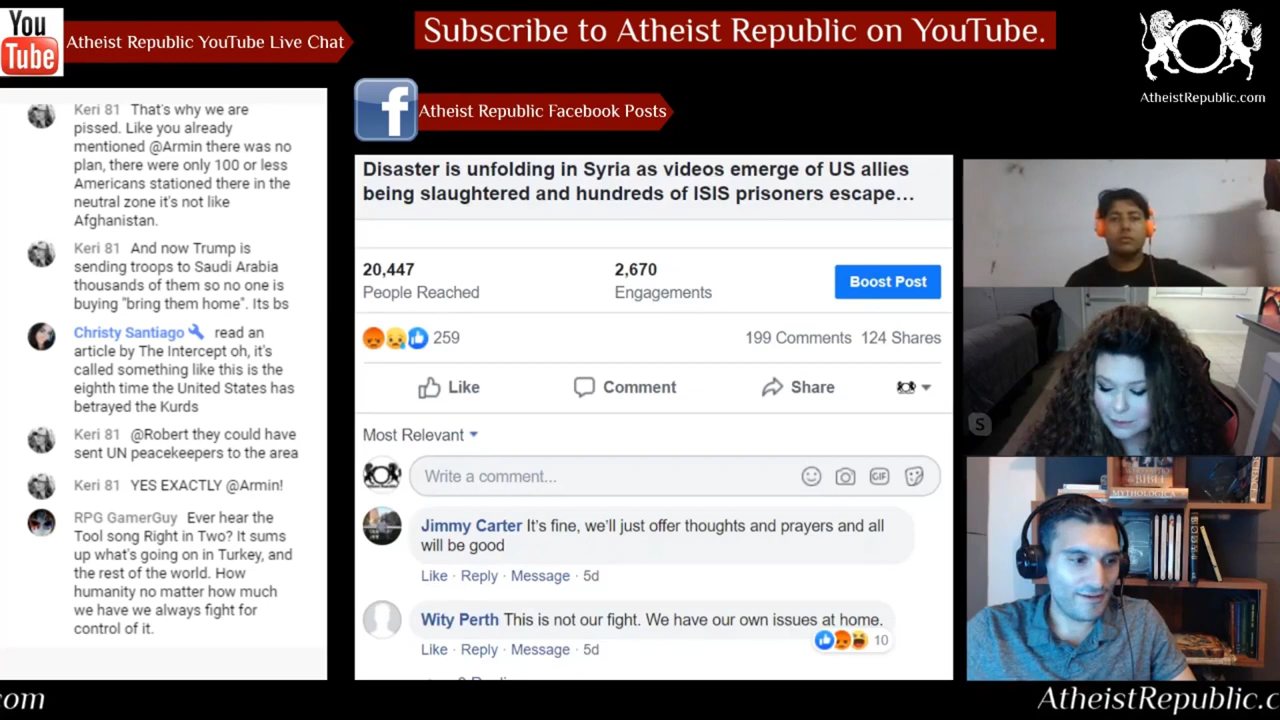 You
Tube
Atheist Republic YouTube Live Chat
Subscribe to Atheist Republic on YouTube.
AtheistRepublic.com
f
Atheist Republic Facebook Posts
Keri 81 That's why we are
pissed. Like you already
mentioned @Armin there was no
plan, there were only 100 or less
Americans stationed there in the
neutral zone it's not like
Afghanistan.
Keri 81 And now Trump is
sending troops to Saudi Arabia
thousands of them so no one is
buying "bring them home". Its bs
Christy Santiago read an
article by The Intercept oh, it's
called something like this is the
eighth time the United States has
betrayed the Kurds
Keri 81 @Robert they could have
sent UN peacekeepers to the area
Keri 81 YES EXACTLY @Armin!
RPG GamerGuy Ever hear the
Tool song Right in Two? It sums
up what's going on in Turkey, and
the rest of the world. How
humanity no matter how much
we have we always fight for
control of it.
Disaster is unfolding in Syria as videos emerge of US allies
being slaughtered and hundreds of ISIS prisoners escape…
20,447
People Reached
2,670
Engagements
Boost Post
259
199 Comments 124 Shares
Like
Comment
Share
Most Relevant
Write a comment...
GIF
Jimmy Carter It's fine, we'll just offer thoughts and prayers and all
will be good
Like · Reply · Message · 5d
Wity Perth This is not our fight. We have our own issues at home.
10
Like · Reply · Message · 5d
S
BIBLE
MYTHOLOGICA
com
AtheistRepublic.c